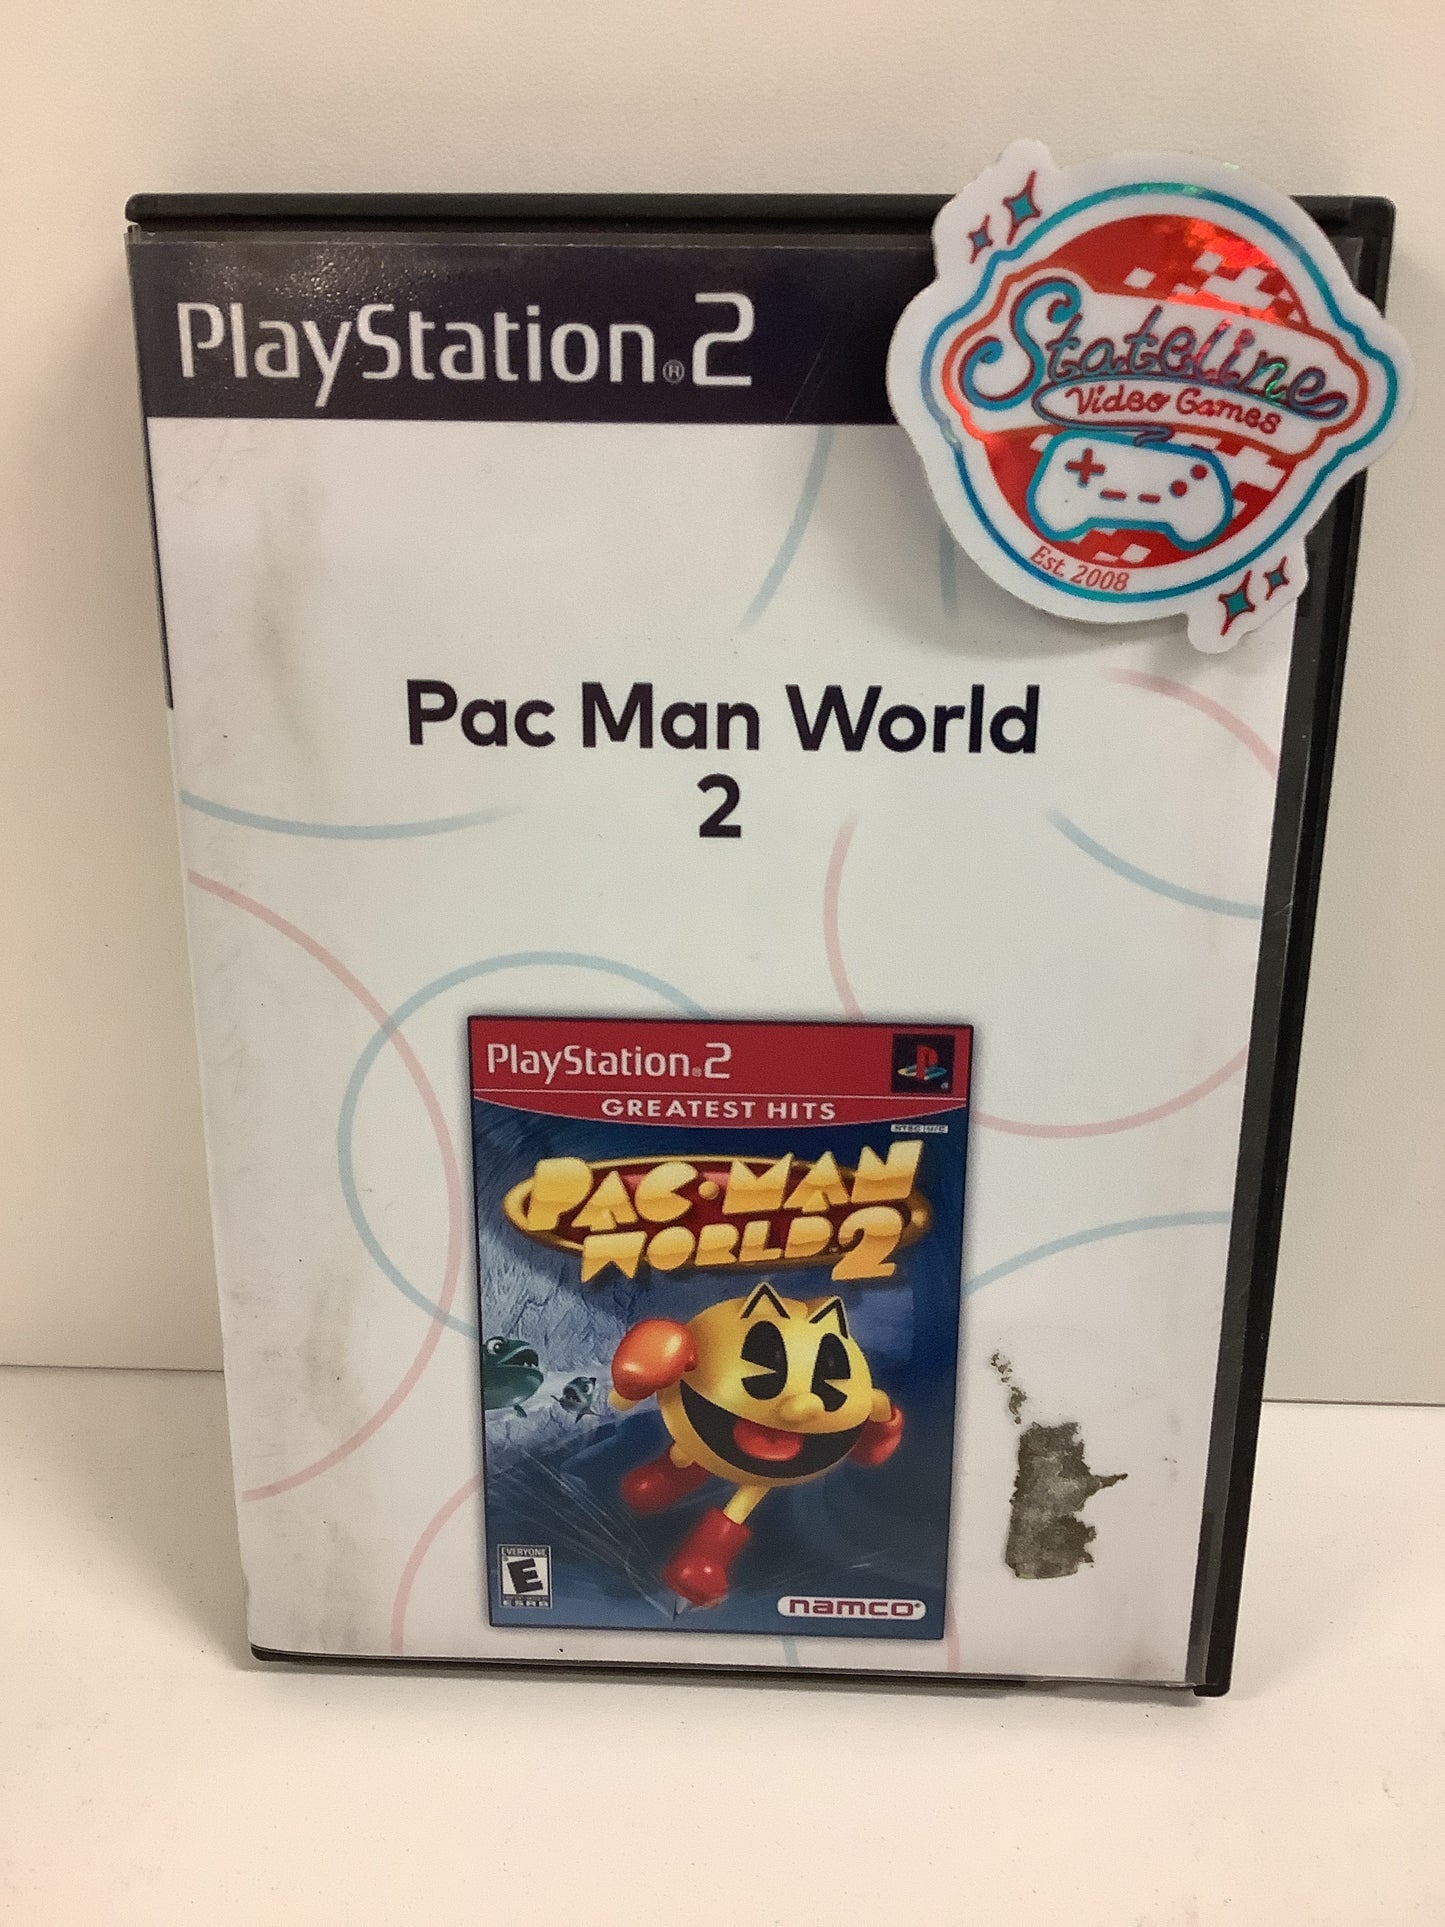 PlayStation®2
Stateline
Video Games
Est. 2008
Pac Man World
2
PlayStation®2
GREATEST HITS
NTSC U/C
PAC-MAN
WORLD 2
EVERYONE
E
ESRB
namco®